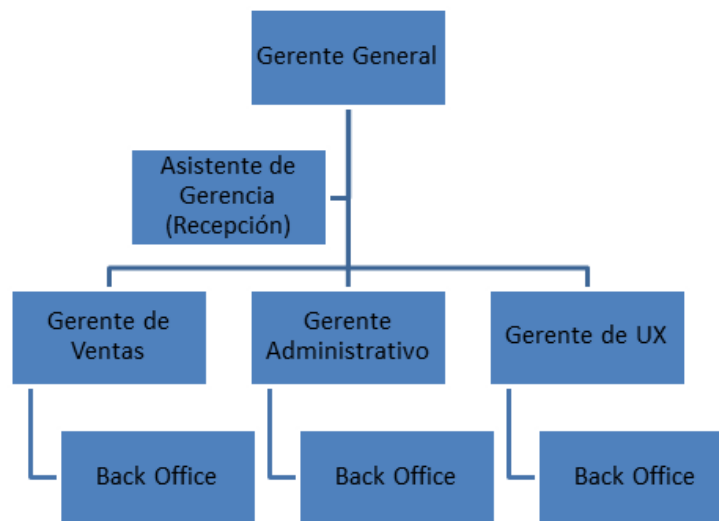 Gerente General
Asistente de
Gerencia
(Recepción)
Gerente de
Ventas
Gerente
Administrativo
Gerente de UX
Back Office
Back Office
Back Office